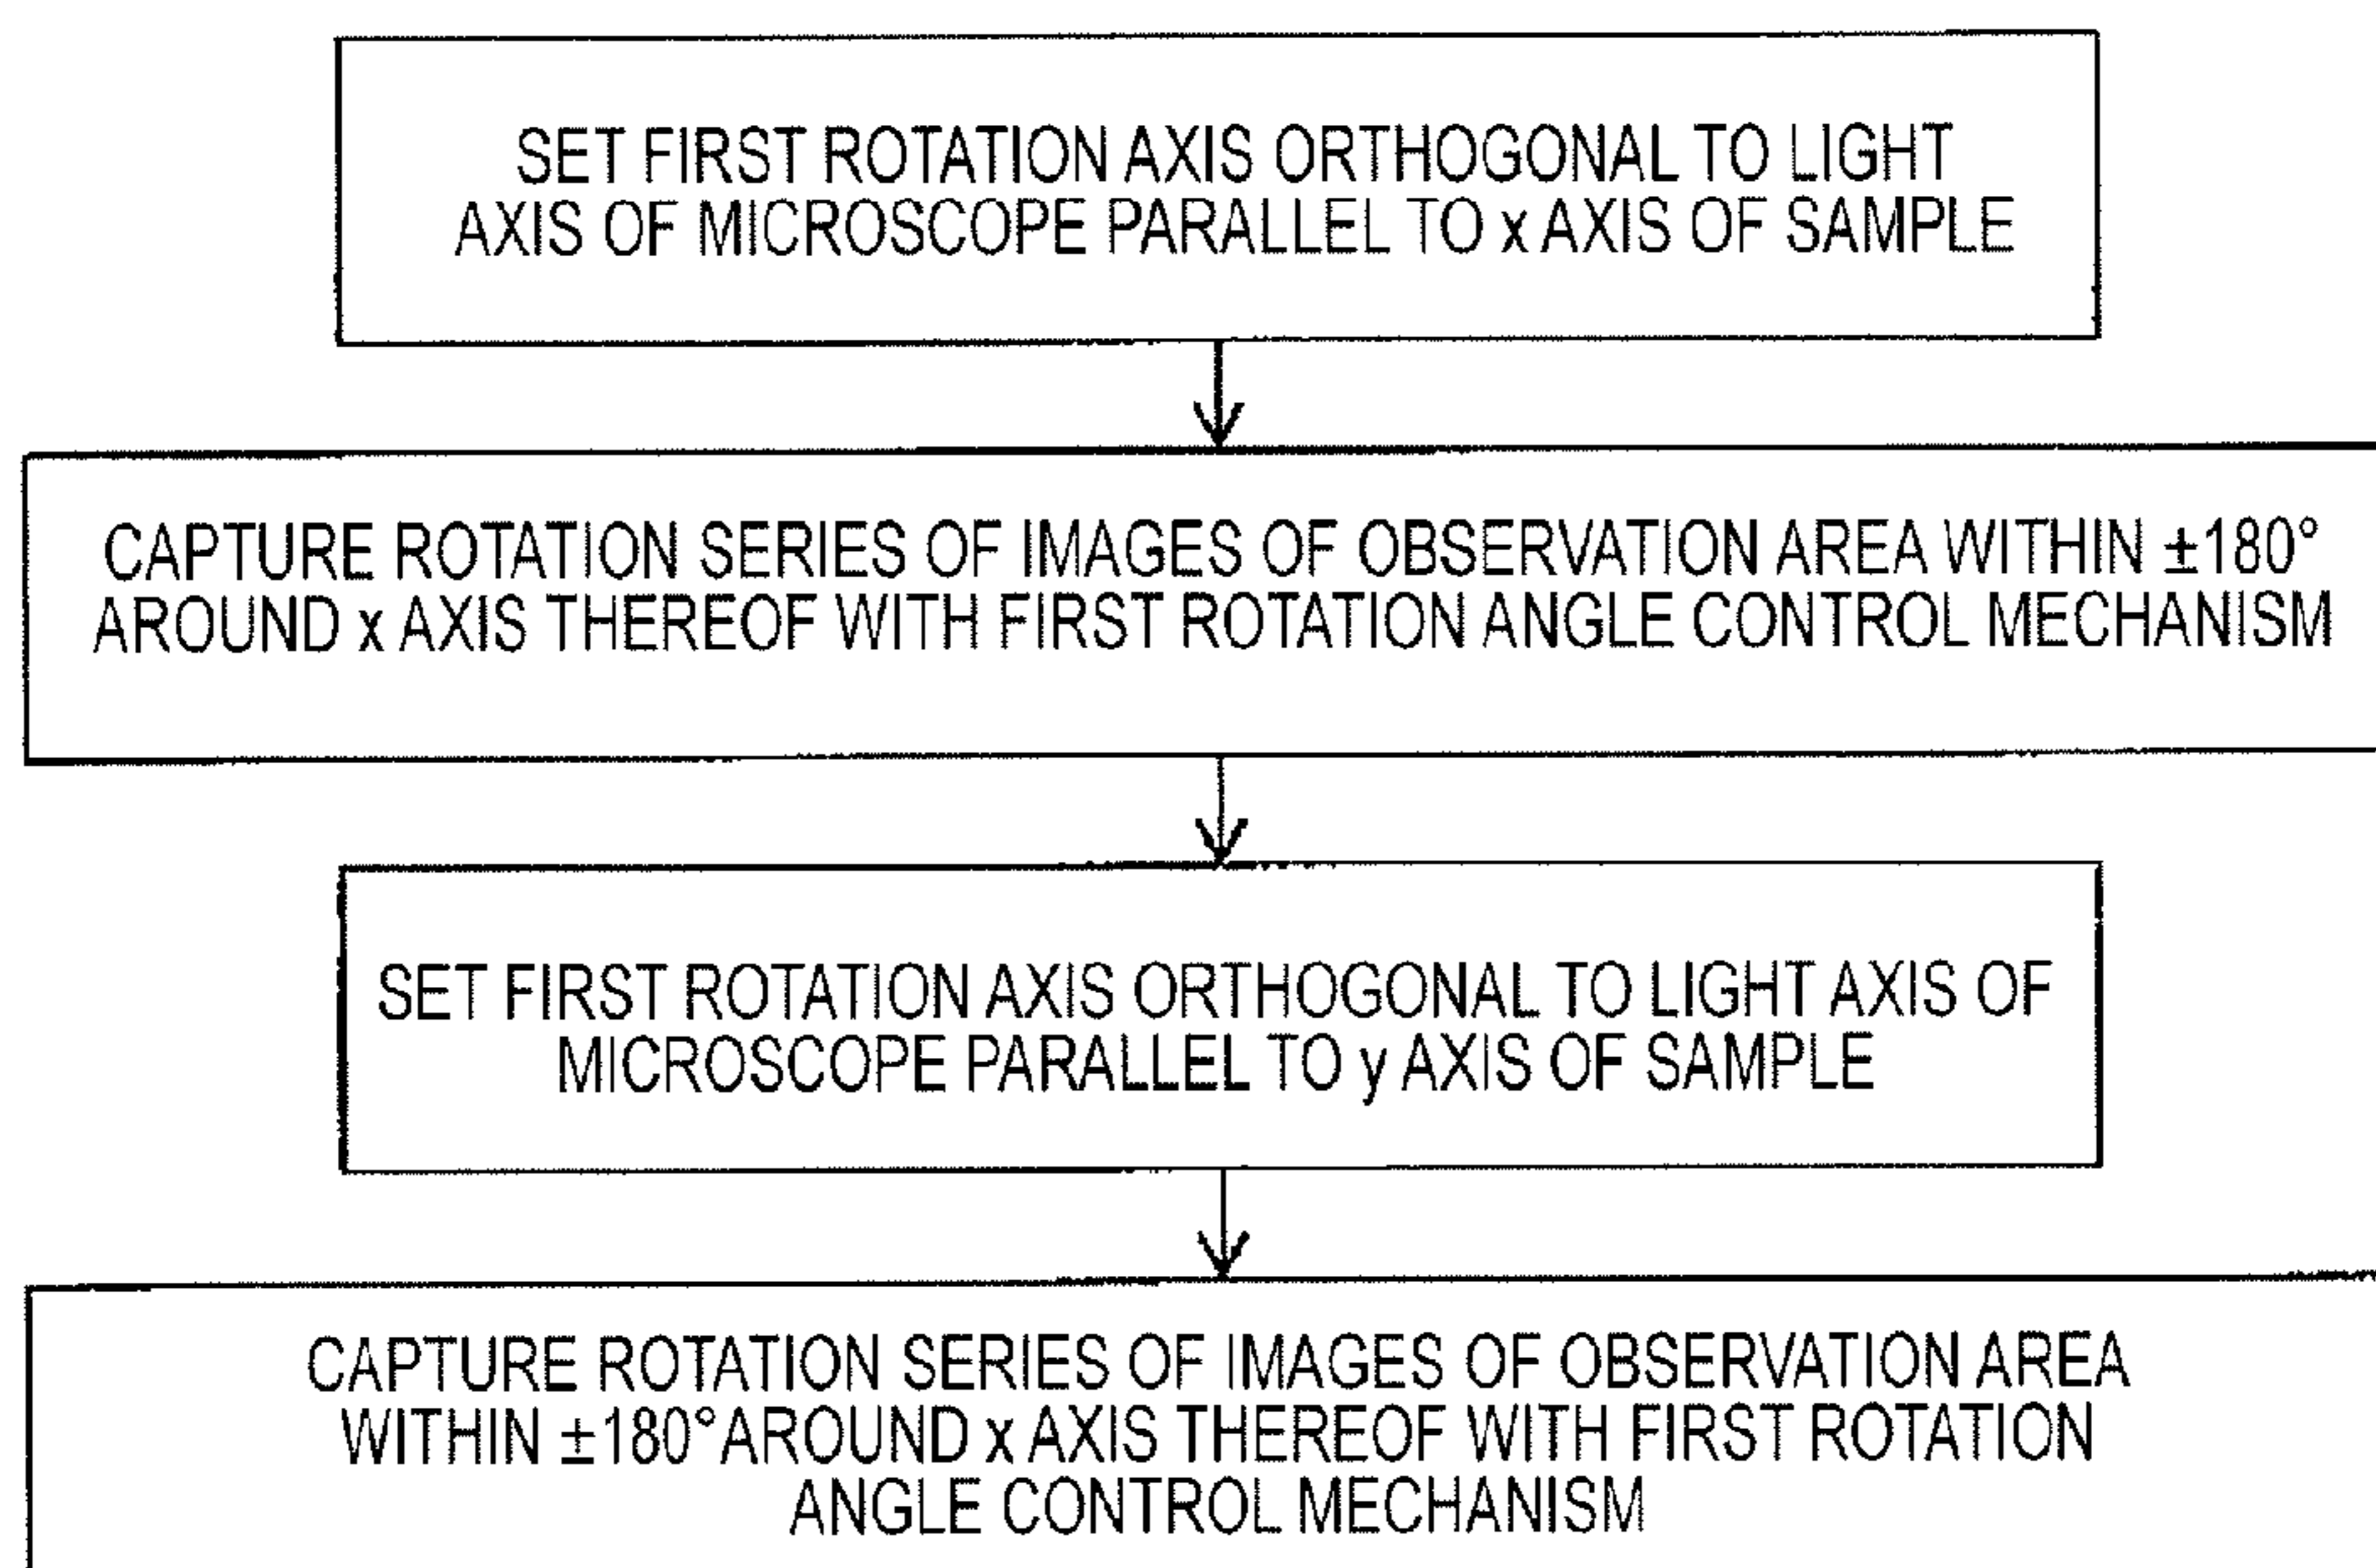 SET FIRST ROTATION AXIS ORTHOGONAL TO LIGHT
AXIS OF MICROSCOPE PARALLEL TO x AXIS OF SAMPLE
CAPTURE ROTATION SERIES OF IMAGES OF OBSERVATION AREA WITHIN ±180°
AROUND x AXIS THEREOF WITH FIRST ROTATION ANGLE CONTROL MECHANISM
SET FIRST ROTATION AXIS ORTHOGONAL TO LIGHT AXIS OF
MICROSCOPE PARALLEL TO y AXIS OF SAMPLE
CAPTURE ROTATION SERIES OF IMAGES OF OBSERVATION AREA
WITHIN ±180°AROUND x AXIS THEREOF WITH FIRST ROTATION
ANGLE CONTROL MECHANISM